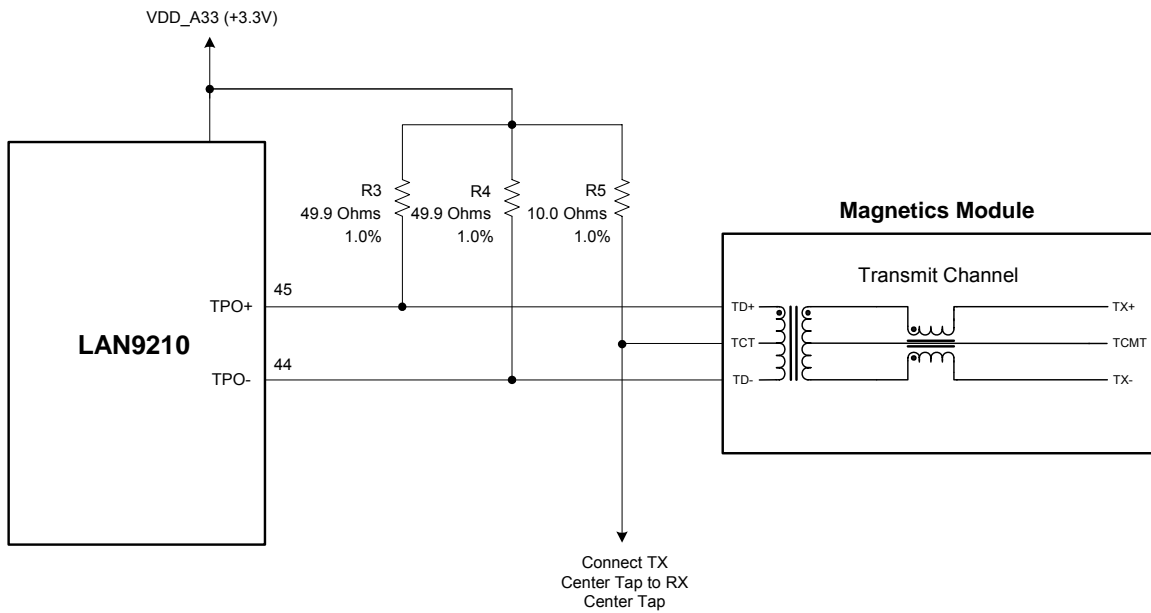 VDD_A33 (+3.3V)
R3
49.9 Ohms
1.0%
R4
49.9 Ohms
1.0%
R5
10.0 Ohms
1.0%
Magnetics Module
Transmit Channel
LAN9210
TPO+
45
TPO-
44
TD+
TCT
TD-
TX+
TCMT
TX-
Connect TX
Center Tap to RX
Center Tap